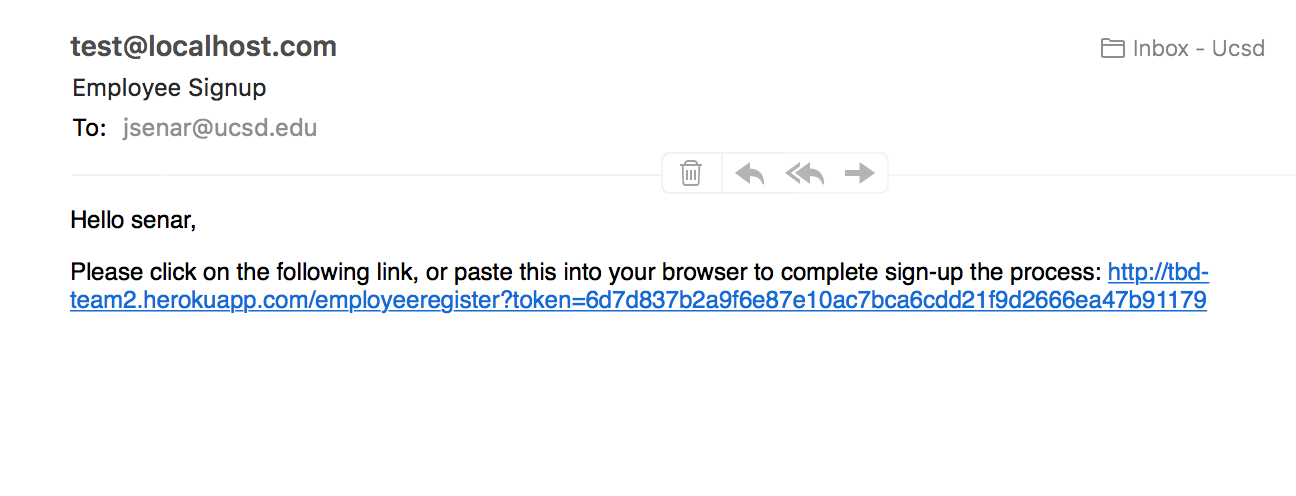 test@localhost.com
Inbox - Ucsd
Employee Signup
To: jsenar@ucsd.edu
Hello senar,
Please click on the following link, or paste this into your browser to complete sign-up the process: http://tbd-
team2.herokuapp.com/employeeregister?token=6d7d837b2a9f6e87e10ac7bca6cdd21f9d2666ea47b91179